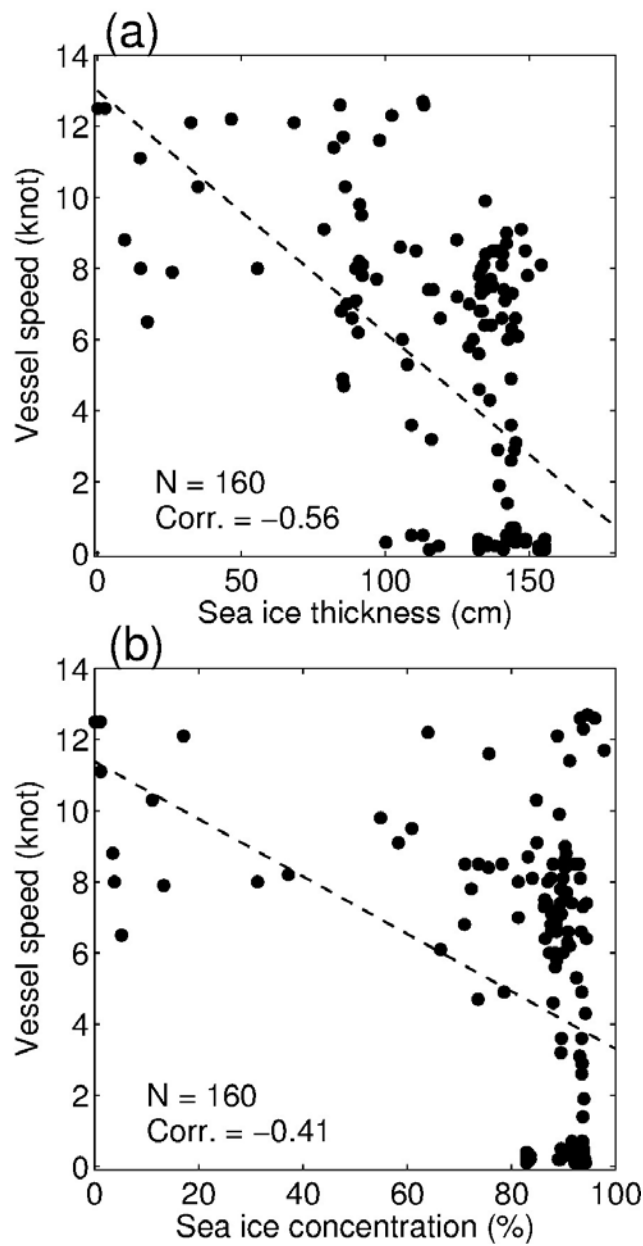 (a)
14
12
10
8
6
4
2
0
Vessel speed (knot)
N = 160
Corr. = −0.56
0 50 100 150
Sea ice thickness (cm)
(b)
14
12
10
8
6
4
2
0
Vessel speed (knot)
N = 160
Corr. = −0.41
0 20 40 60 80 100
Sea ice concentration (%)